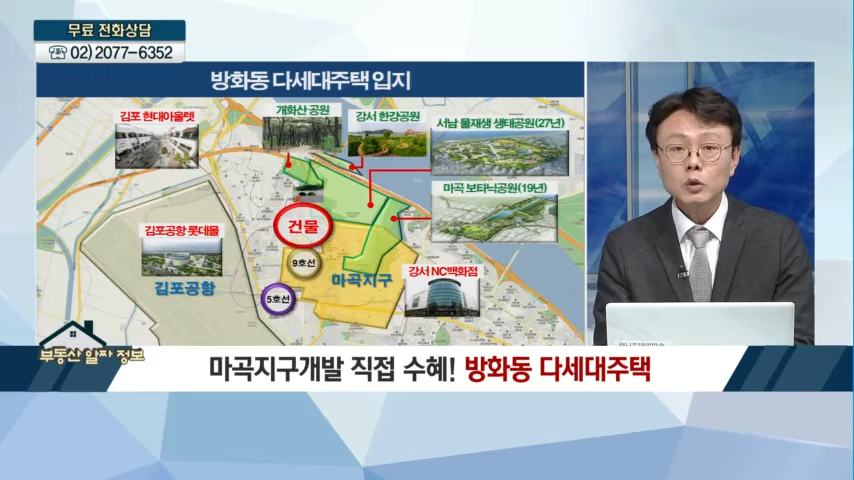 무료 전화상담
02) 2077-6352
방화동 다세대주택 입지
김포 현대아울렛
개화산 공원
강서 한강공원
서남 물재생 생태공원(27년)
마곡 보타닉공원(19년)
건물
김포공항 롯데몰
9호선
마곡지구
강서 NC백화점
김포공항
5호선
부동산 알짜 정보
마곡지구개발 직접 수혜! 방화동 다세대주택